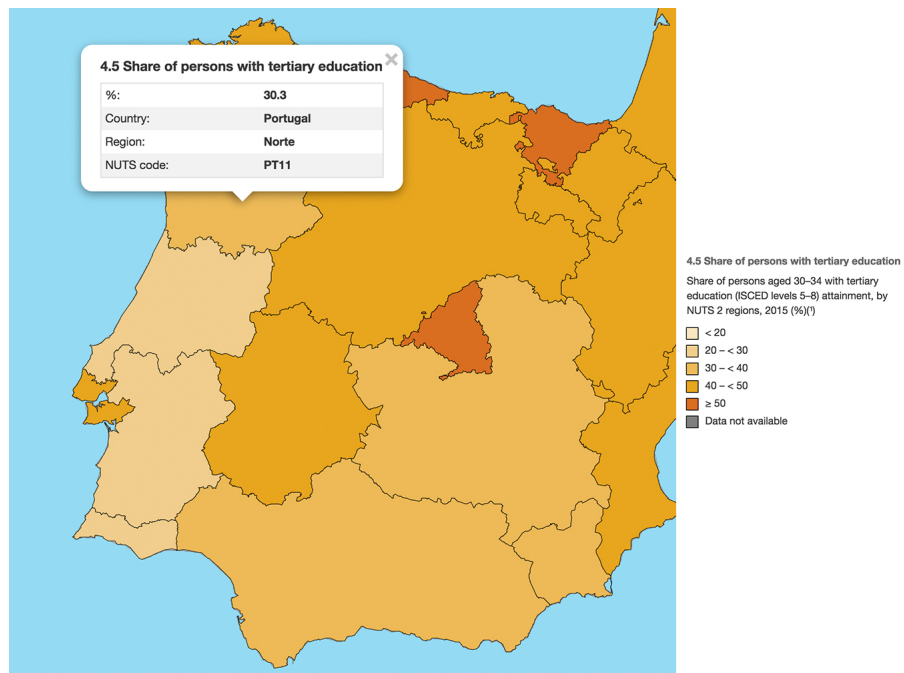 4.5 Share of persons with tertiary education
%: 30.3
Country: Portugal
Region: Norte
NUTS code: PT11
4.5 Share of persons with tertiary education
Share of persons aged 30–34 with tertiary
education (ISCED levels 5–8) attainment, by
NUTS 2 regions, 2015 (%)(¹)
< 20
20 – < 30
30 – < 40
40 – < 50
≥ 50
Data not available